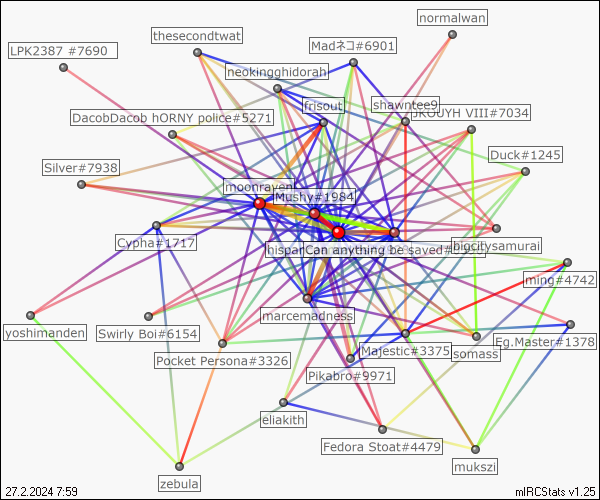 normalwan
thesecondtwat
LPK2387 #7690
Madネコ#6901
neokingghidorah
frisout
shawntee9
JKOUYH VIII#7034
DacobDacob hORNY police#5271
Duck#1245
Silver#7938
moonraven
Mushy#1984
Cypha#1717
Can anything be saved
bigcitysamurai
ming#4742
marcemadness
yoshimanden
Swirly Boi#6154
Eg.Master#1378
Majestic#3375
somass
Pocket Persona#3326
Pikabro#9971
eliakith
Fedora Stoat#4479
mukszi
zebula
27.2.2024 7:59
mIRCStats v1.25